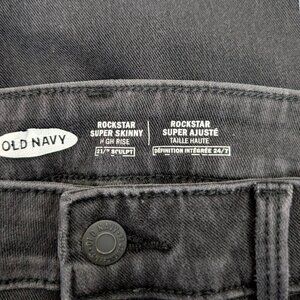 OLD NAVY
ROCKSTAR
SUPER SKINNY
HIGH RISE
24/7 SCULPT
ROCKSTAR
SUPER AJUSTÉ
TAILLE HAUTE
DÉFINITION INTÉGRÉE 24/7